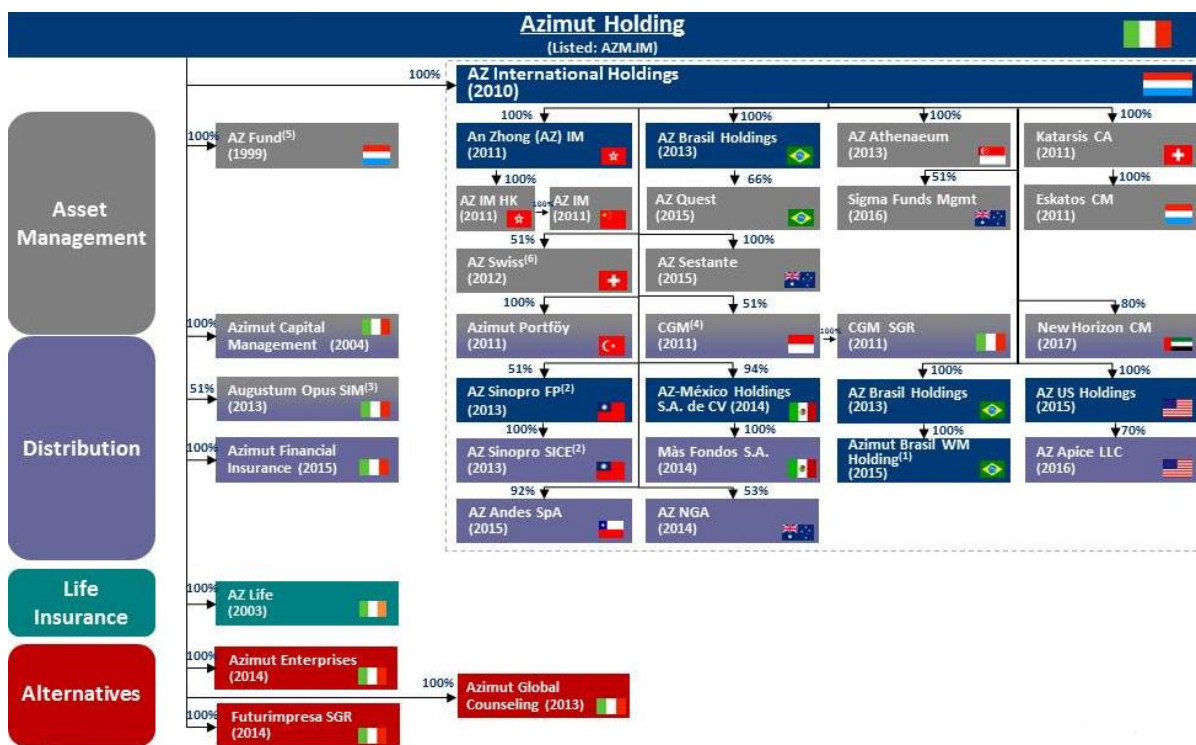 Azimut Holding
(Listed: AZM.IM)
100%
AZ International Holdings
(2010)
Asset
Management
Distribution
Life
Insurance
Alternatives
100%
AZ Fund(5)
(1999)
100%
Azimut Capital
Management (2004)
51%
Augustum Opus SIM(3)
(2013)
100%
Azimut Financial
Insurance (2015)
100%
AZ Life
(2003)
100%
Azimut Enterprises
(2014)
100%
Azimut Global
Counseling (2013)
100%
Futurimpresa SGR
(2014)
100%
An Zhong (AZ) IM
(2011)
100%
AZ Brasil Holdings
(2013)
100%
AZ Athenaeum
(2013)
100%
Katarsis CA
(2011)
100%
AZ IM HK
(2011)
100%
AZ IM
(2011)
66%
AZ Quest
(2015)
51%
Sigma Funds Mgmt
(2016)
100%
Eskatos CM
(2011)
51%
AZ Swiss(6)
(2012)
100%
AZ Sestante
(2015)
100%
Azimut Portföy
(2011)
51%
CGM(4)
(2011)
100%
CGM SGR
(2011)
80%
New Horizon CM
(2017)
51%
AZ Sinopro FP(2)
(2013)
94%
AZ-México Holdings
S.A. de CV (2014)
100%
AZ Brasil Holdings
(2013)
100%
AZ US Holdings
(2015)
100%
AZ Sinopro SICE(2)
(2013)
100%
Màs Fondos S.A.
(2014)
100%
Azimut Brasil WM
Holding(1)
(2015)
70%
AZ Apice LLC
(2016)
92%
AZ Andes SpA
(2015)
53%
AZ NGA
(2014)